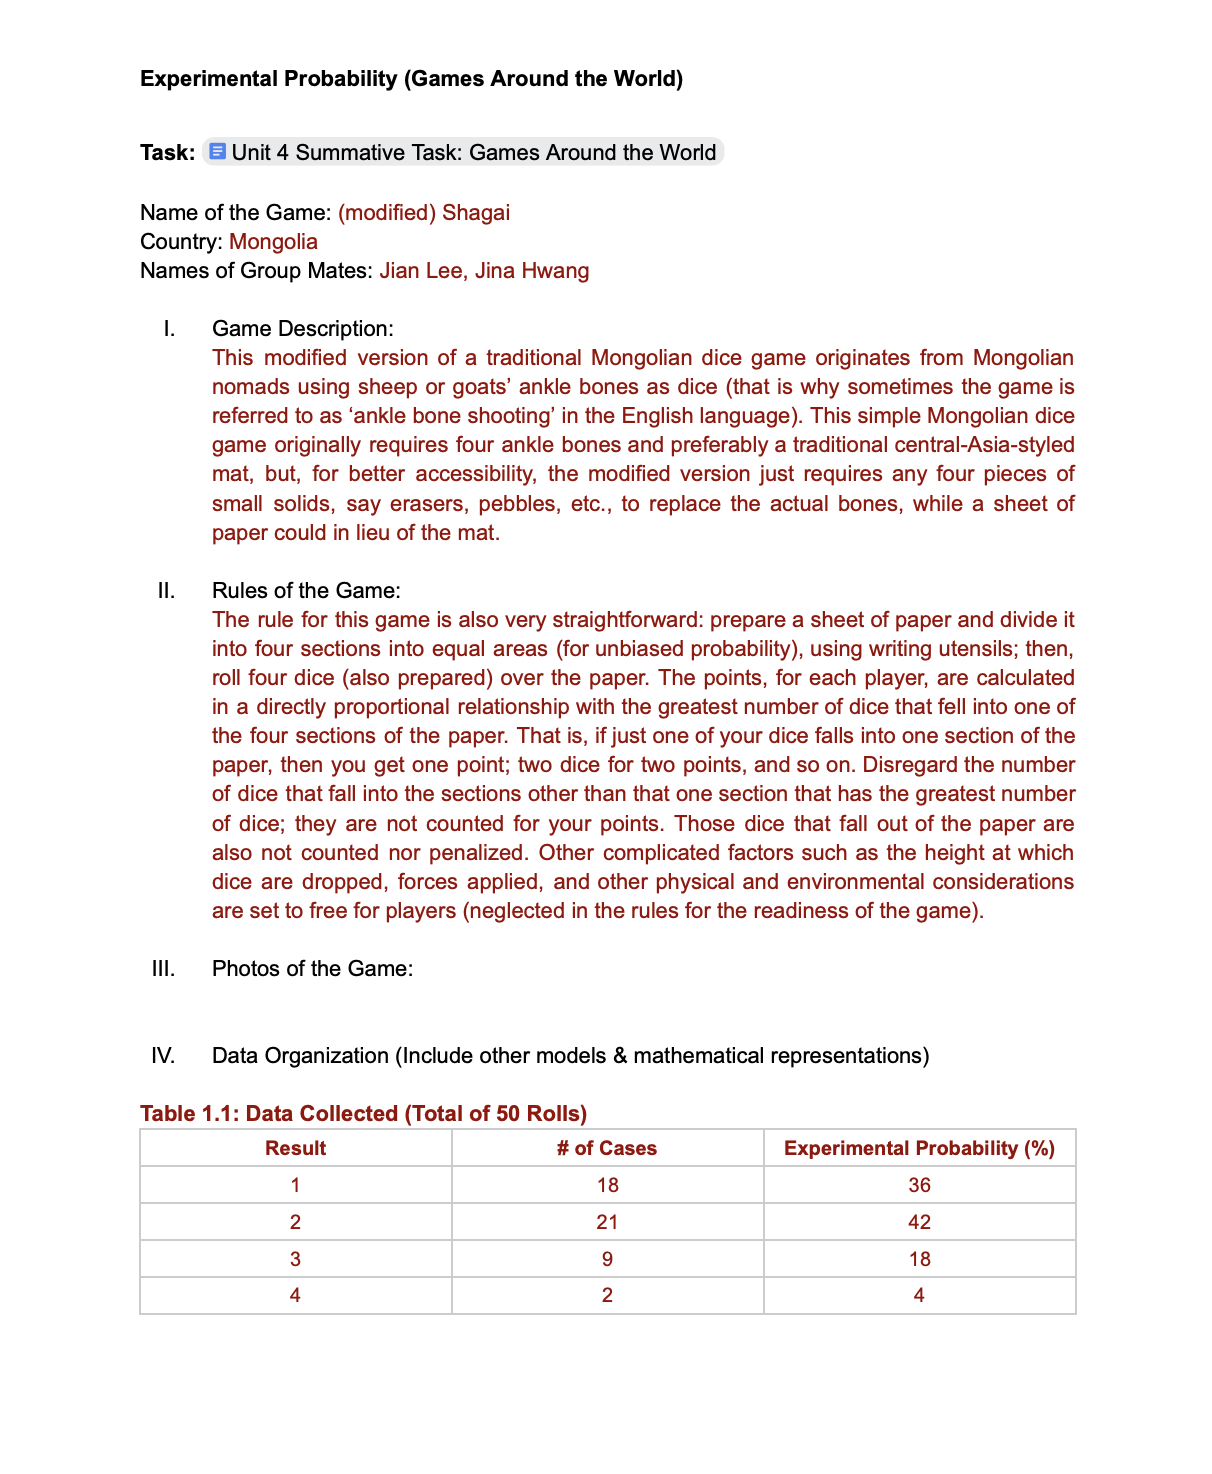 Experimental Probability (Games Around the World)
Task: Unit 4 Summative Task: Games Around the World
Name of the Game: (modified) Shagai
Country: Mongolia
Names of Group Mates: Jian Lee, Jina Hwang
I. Game Description:
This modified version of a traditional Mongolian dice game originates from Mongolian
nomads using sheep or goats’ ankle bones as dice (that is why sometimes the game is
referred to as ‘ankle bone shooting’ in the English language). This simple Mongolian dice
game originally requires four ankle bones and preferably a traditional central-Asia-styled
mat, but, for better accessibility, the modified version just requires any four pieces of
small solids, say erasers, pebbles, etc., to replace the actual bones, while a sheet of
paper could in lieu of the mat.
II. Rules of the Game:
The rule for this game is also very straightforward: prepare a sheet of paper and divide it
into four sections into equal areas (for unbiased probability), using writing utensils; then,
roll four dice (also prepared) over the paper. The points, for each player, are calculated
in a directly proportional relationship with the greatest number of dice that fell into one of
the four sections of the paper. That is, if just one of your dice falls into one section of the
paper, then you get one point; two dice for two points, and so on. Disregard the number
of dice that fall into the sections other than that one section that has the greatest number
of dice; they are not counted for your points. Those dice that fall out of the paper are
also not counted nor penalized. Other complicated factors such as the height at which
dice are dropped, forces applied, and other physical and environmental considerations
are set to free for players (neglected in the rules for the readiness of the game).
III. Photos of the Game:
IV. Data Organization (Include other models & mathematical representations)
Table 1.1: Data Collected (Total of 50 Rolls)
Result # of Cases Experimental Probability (%)
1 18 36
2 21 42
3 9 18
4 2 4